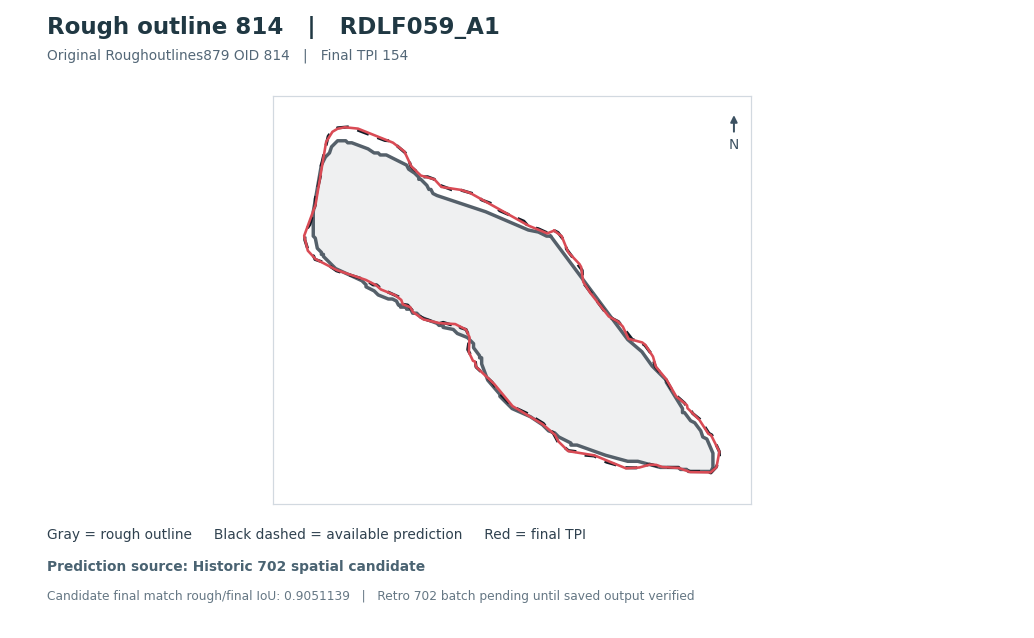 Rough outline 814   |   RDLF059_A1
Original Roughoutlines879 OID 814   |   Final TPI 154
N
Gray = rough outline     Black dashed = available prediction     Red = final TPI
Prediction source: Historic 702 spatial candidate
Candidate final match rough/final IoU: 0.9051139   |   Retro 702 batch pending until saved output verified